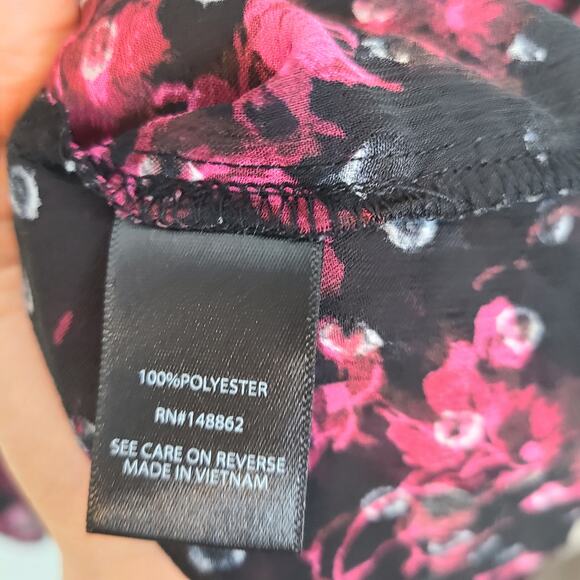 100%POLYESTER
RN#148862
SEE CARE ON REVERSE
MADE IN VIETNAM